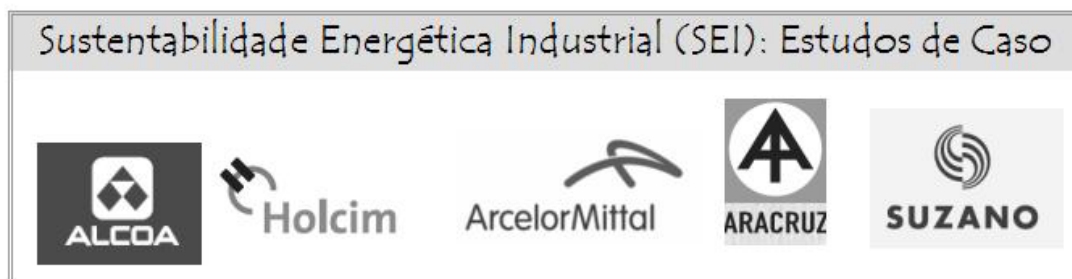 Sustentabilidade Energética Industrial (SEI): Estudos de Caso
ALCOA
Holcim
ArcelorMittal
ARACRUZ
SUZANO